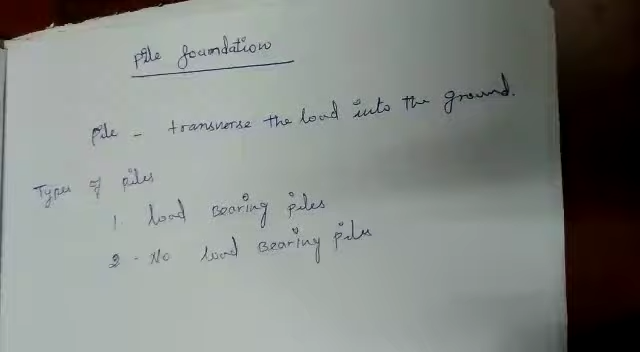 Pile foundation
Pile - transverse the load into the ground.
Types of piles
1. load Bearing piles
2. No load Bearing piles